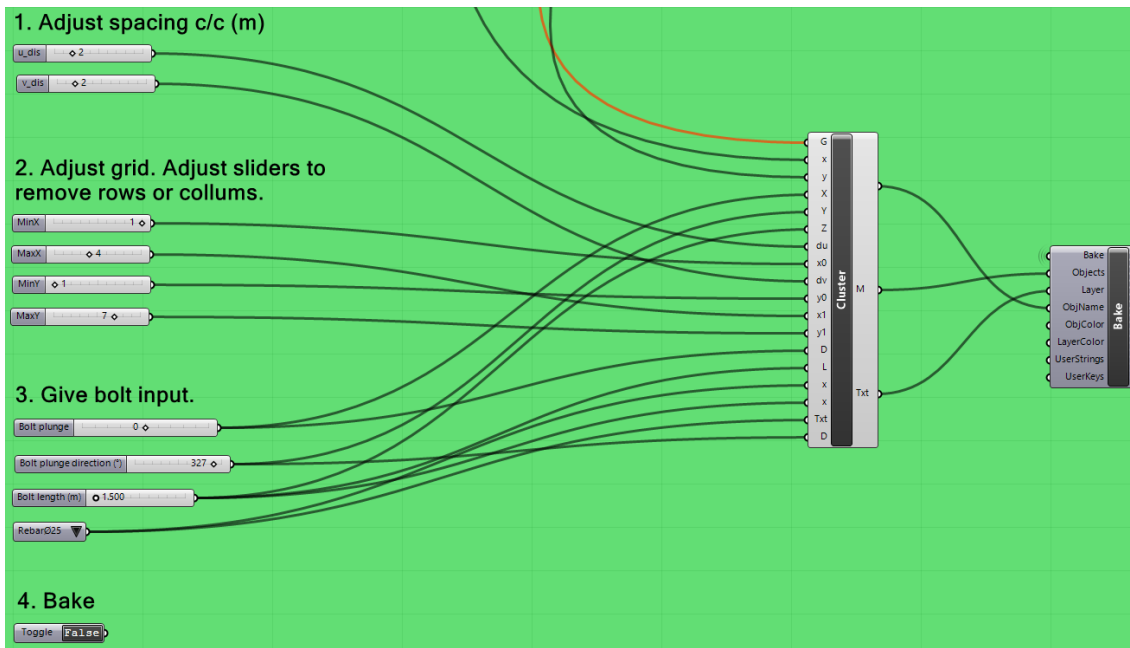 1. Adjust spacing c/c (m)
u_dis 2
v_dis 2
2. Adjust grid. Adjust sliders to
remove rows or collums.
MinX 1
MaxX 4
MinY 1
MaxY 7
3. Give bolt input.
Bolt plunge 0
Bolt plunge direction (°) 327
Bolt length (m) 1.500
RebarØ25
4. Bake
Toggle False
G
x
y
X
Y
Z
du
x0
dv
y0
x1
y1
D
L
x
x
Txt
D
Cluster
M
Txt
Bake
Objects
Layer
ObjName
ObjColor
LayerColor
UserStrings
UserKeys
Bake